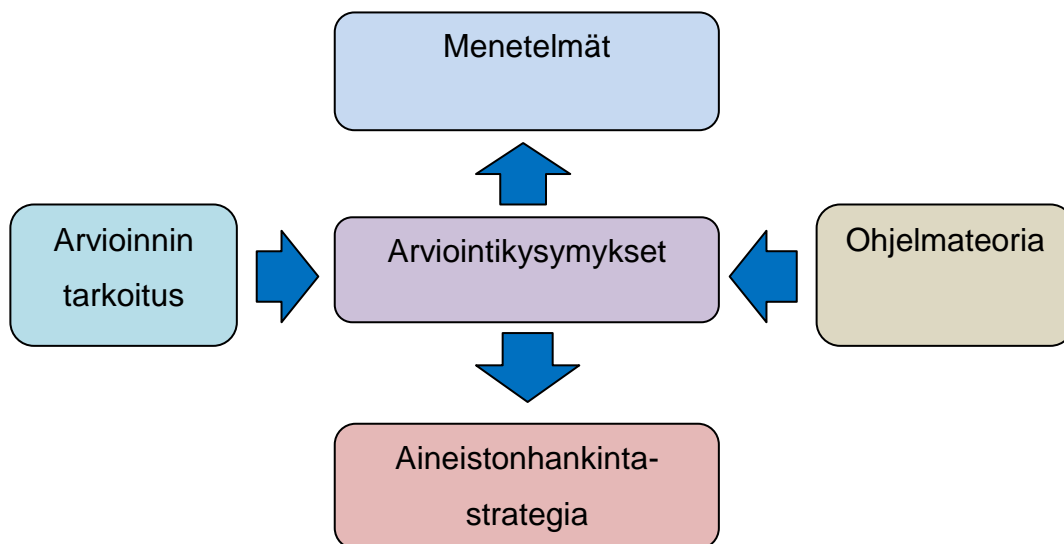 Menetelmät
Arvioinnin
tarkoitus
Arviointikysymykset
Ohjelmateoria
Aineistonhankinta-
strategia